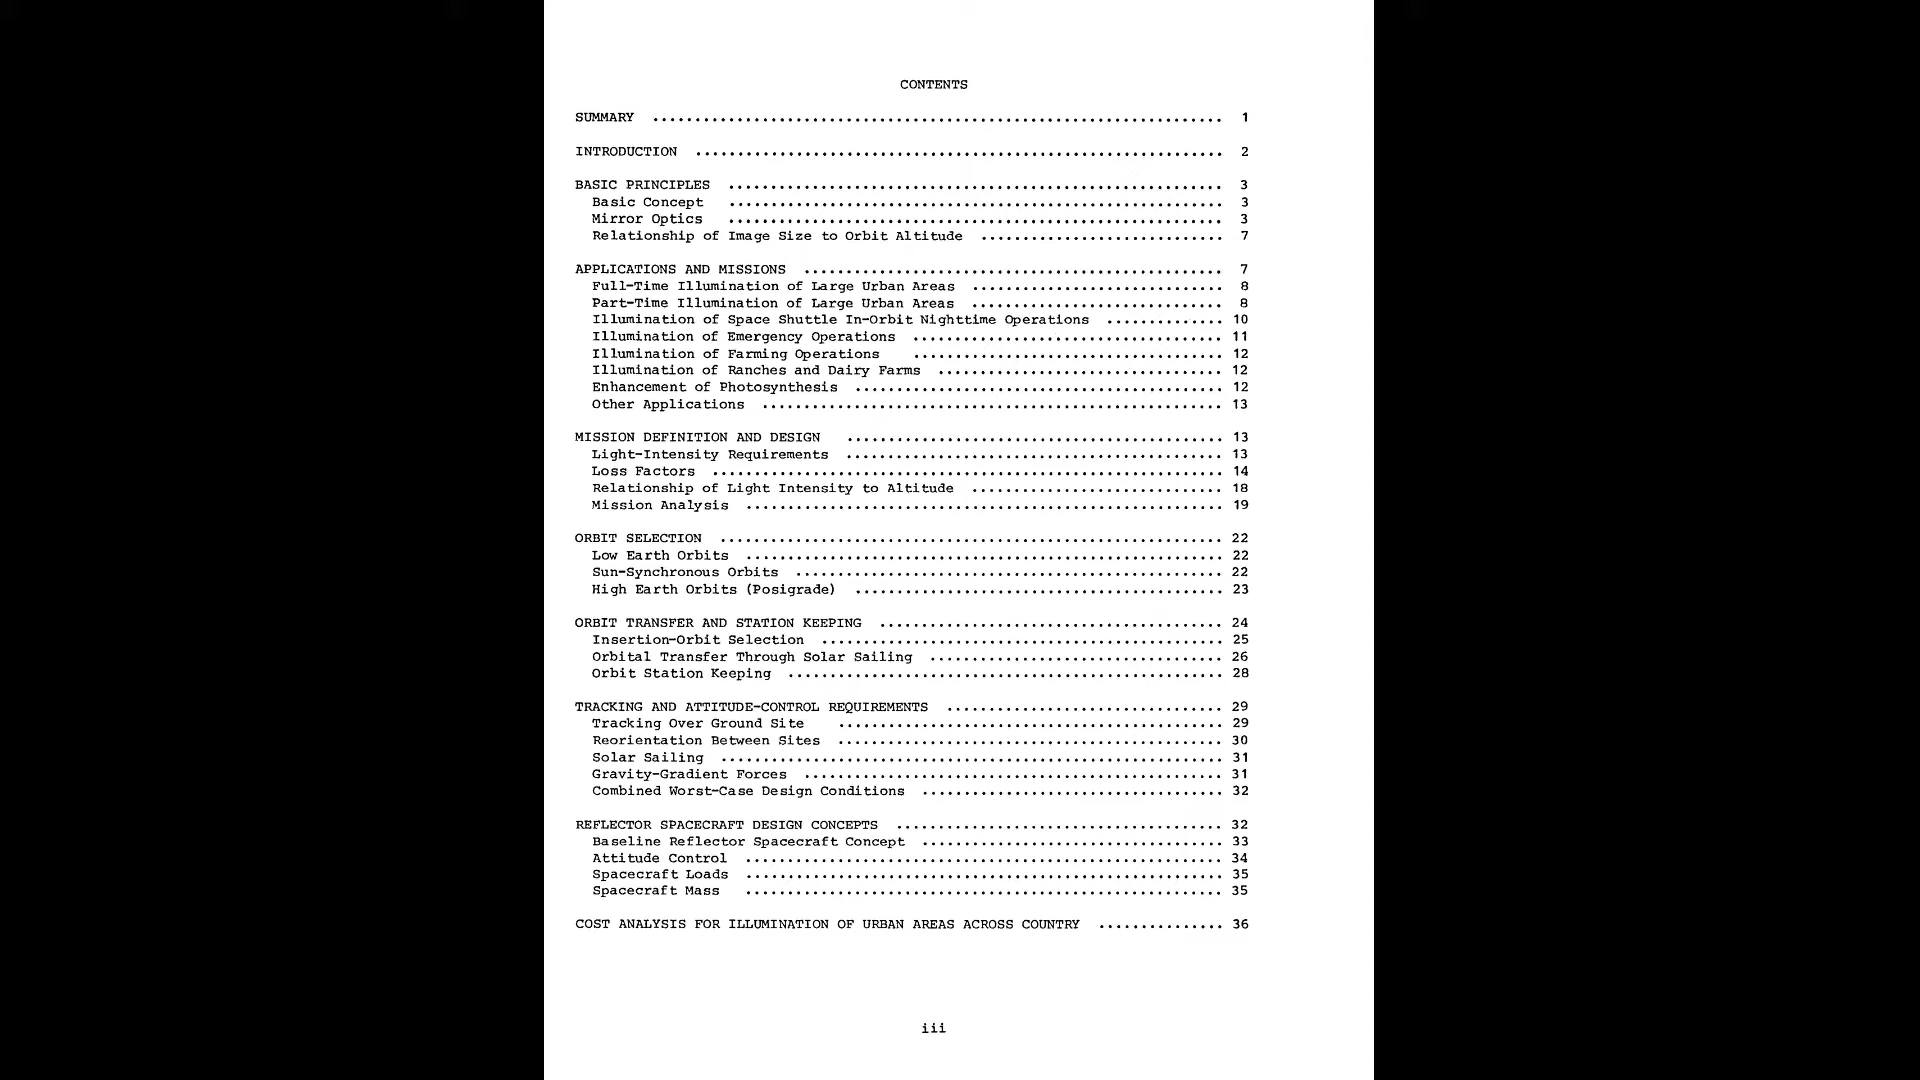 CONTENTS
SUMMARY ........ 1
INTRODUCTION ........ 2
BASIC PRINCIPLES ........ 3
Basic Concept ........ 3
Mirror Optics ........ 3
Relationship of Image Size to Orbit Altitude ........ 7
APPLICATIONS AND MISSIONS ........ 7
Full-Time Illumination of Large Urban Areas ........ 8
Part-Time Illumination of Large Urban Areas ........ 8
Illumination of Space Shuttle In-Orbit Nighttime Operations ........ 10
Illumination of Emergency Operations ........ 11
Illumination of Farming Operations ........ 12
Illumination of Ranches and Dairy Farms ........ 12
Enhancement of Photosynthesis ........ 12
Other Applications ........ 13
MISSION DEFINITION AND DESIGN ........ 13
Light-Intensity Requirements ........ 13
Loss Factors ........ 14
Relationship of Light Intensity to Altitude ........ 18
Mission Analysis ........ 19
ORBIT SELECTION ........ 22
Low Earth Orbits ........ 22
Sun-Synchronous Orbits ........ 22
High Earth Orbits (Posigrade) ........ 23
ORBIT TRANSFER AND STATION KEEPING ........ 24
Insertion-Orbit Selection ........ 25
Orbital Transfer Through Solar Sailing ........ 26
Orbit Station Keeping ........ 28
TRACKING AND ATTITUDE-CONTROL REQUIREMENTS ........ 29
Tracking Over Ground Site ........ 29
Reorientation Between Sites ........ 30
Solar Sailing ........ 31
Gravity-Gradient Forces ........ 31
Combined Worst-Case Design Conditions ........ 32
REFLECTOR SPACECRAFT DESIGN CONCEPTS ........ 32
Baseline Reflector Spacecraft Concept ........ 33
Attitude Control ........ 34
Spacecraft Loads ........ 35
Spacecraft Mass ........ 35
COST ANALYSIS FOR ILLUMINATION OF URBAN AREAS ACROSS COUNTRY ........ 36
iii